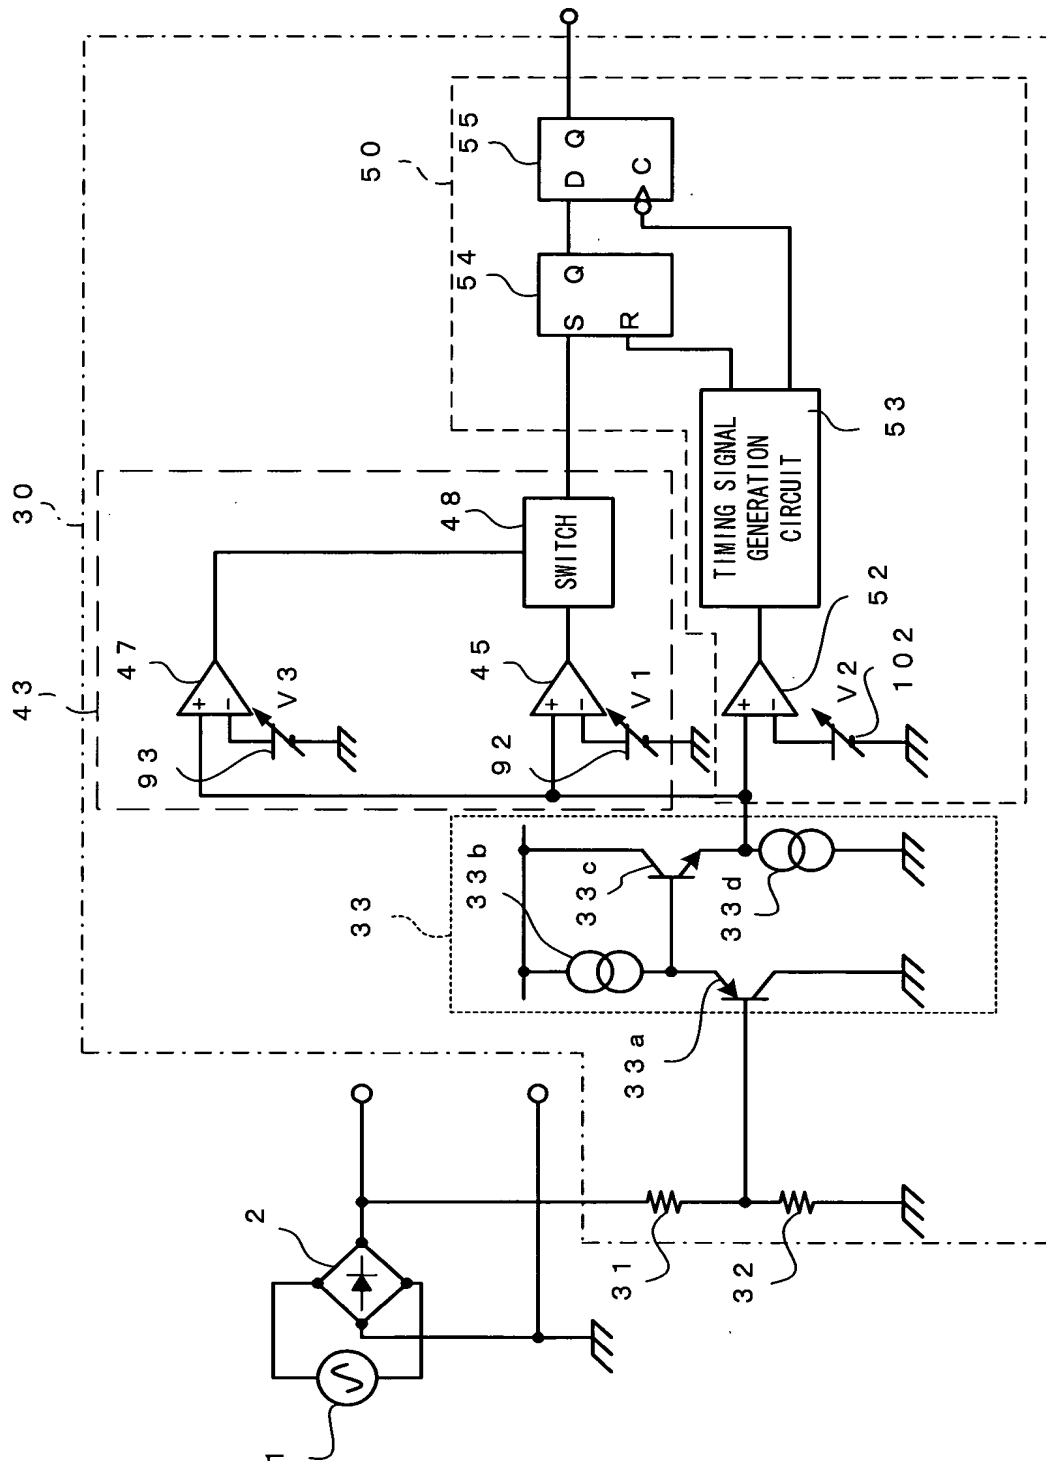 30
43
47
V3
93
48
SWITCH
45
V1
92
50
55
D Q
C
54
S Q
R
TIMING SIGNAL
GENERATION
CIRCUIT
53
52
V2
102
33
33b
33c
33d
33a
31
32
2
1
+
-
+
-
+
-